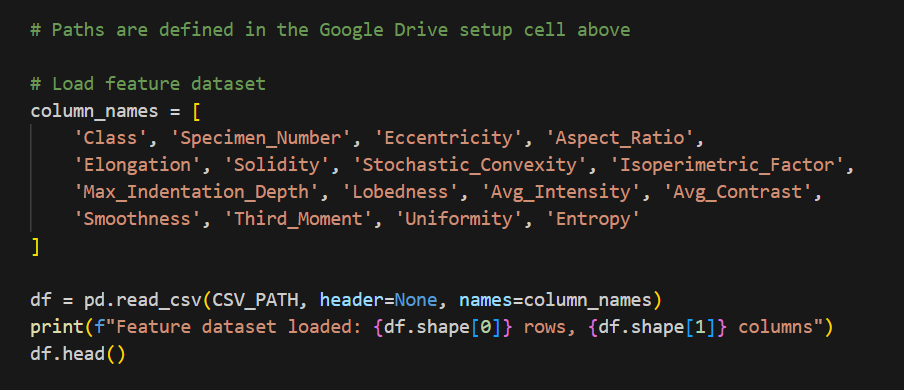 # Paths are defined in the Google Drive setup cell above
# Load feature dataset
column_names = [
    'Class', 'Specimen_Number', 'Eccentricity', 'Aspect_Ratio',
    'Elongation', 'Solidity', 'Stochastic_Convexity', 'Isoperimetric_Factor',
    'Max_Indentation_Depth', 'Lobedness', 'Avg_Intensity', 'Avg_Contrast',
    'Smoothness', 'Third_Moment', 'Uniformity', 'Entropy'
]
df = pd.read_csv(CSV_PATH, header=None, names=column_names)
print(f"Feature dataset loaded: {df.shape[0]} rows, {df.shape[1]} columns")
df.head()